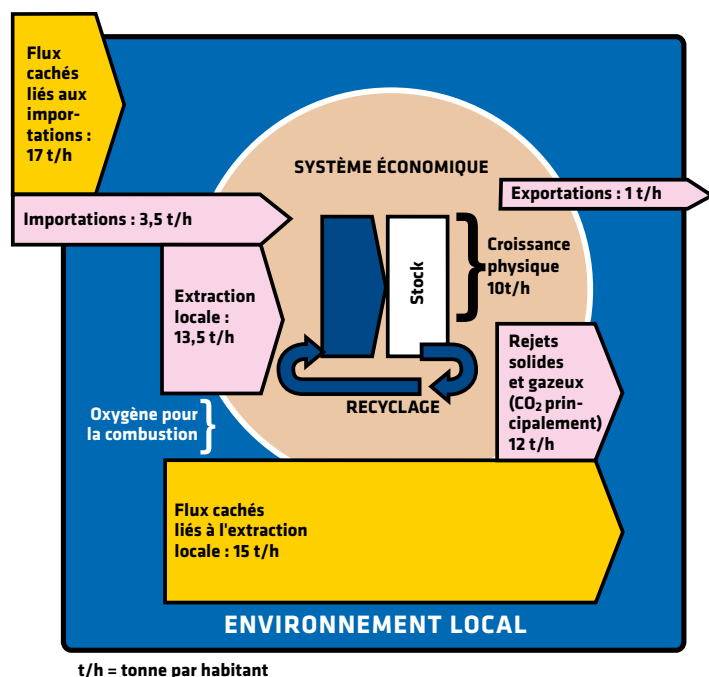 Flux
cachés
liés aux
impor-
tations :
17 t/h
SYSTÈME ÉCONOMIQUE
Exportations : 1 t/h
Importations : 3,5 t/h
Croissance
physique
10t/h
Stock
Extraction
locale :
13,5 t/h
Rejets
solides
et gazeux
(CO₂ prin-
cipalement)
12 t/h
RECYCLAGE
Oxygène pour
la combustion
Flux cachés
liés à l'extraction
locale : 15 t/h
ENVIRONNEMENT LOCAL
t/h = tonne par habitant